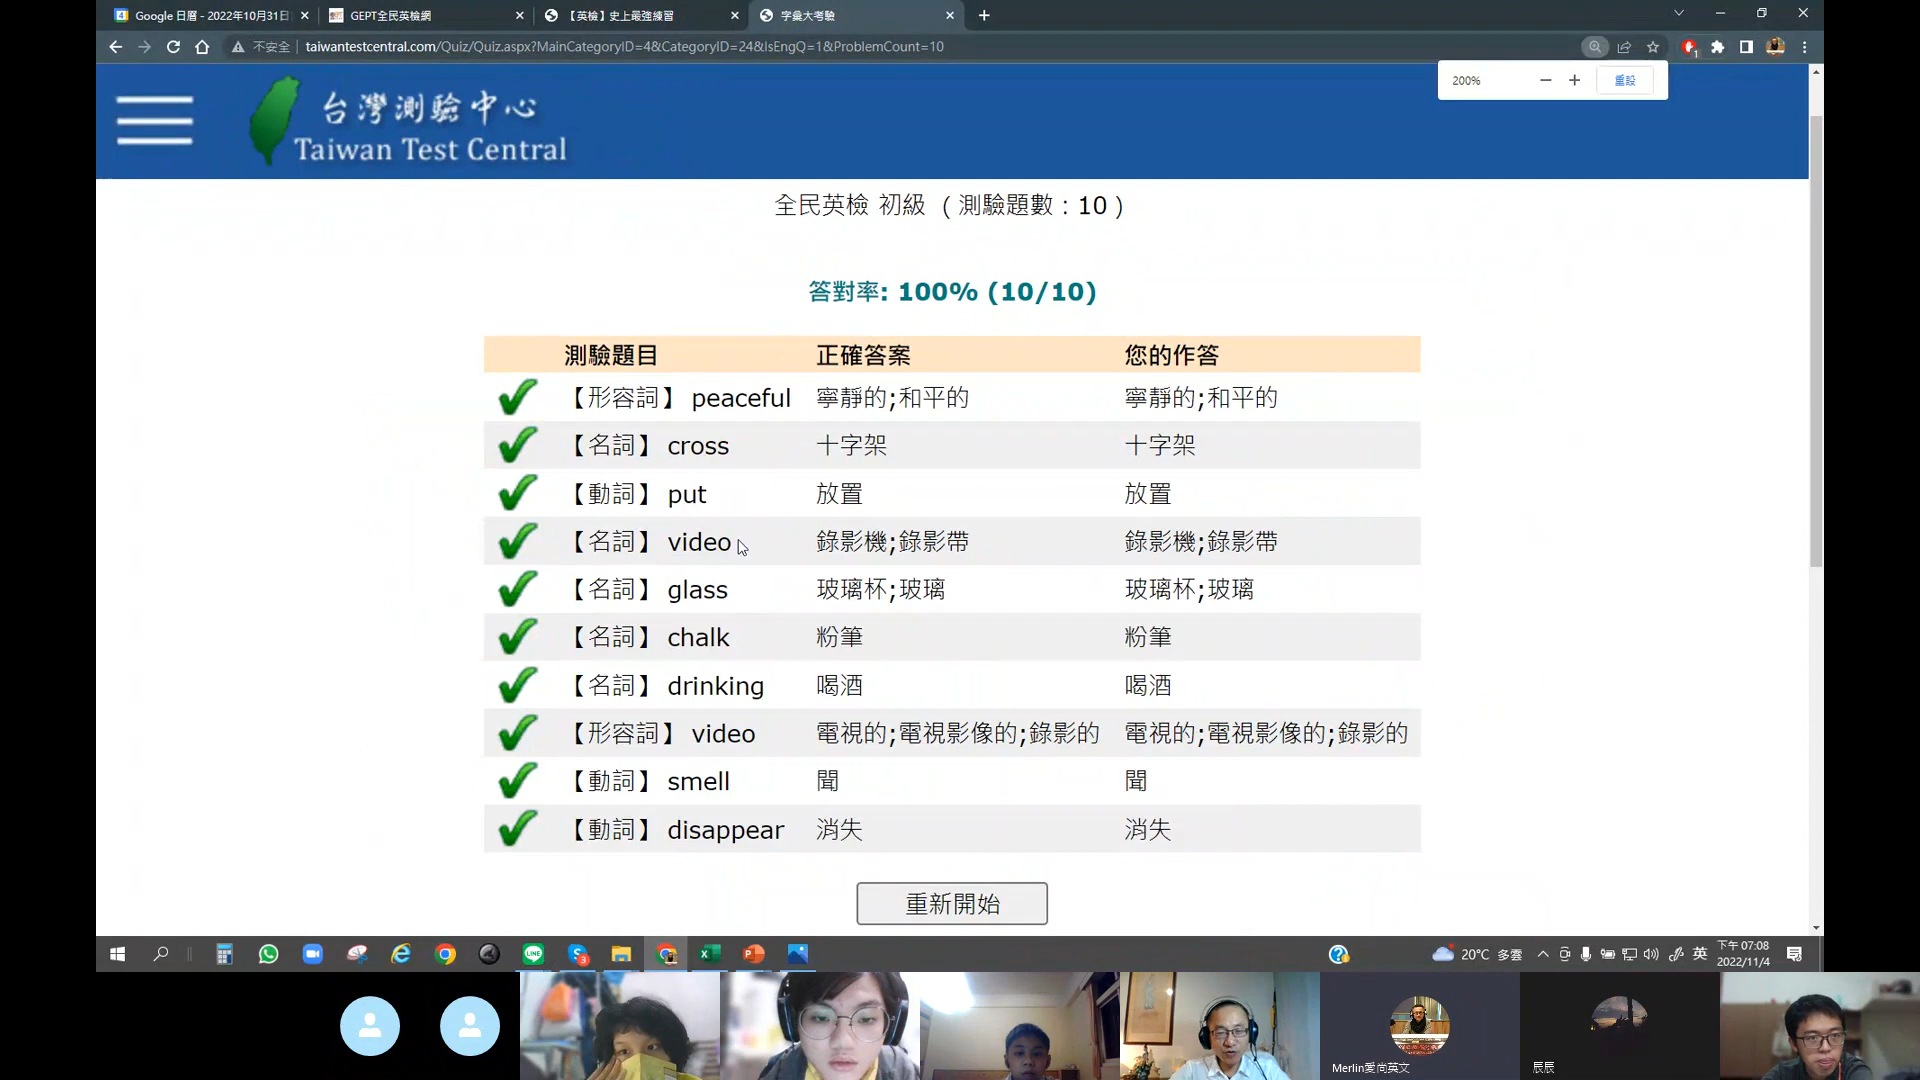 Google 日曆 - 2022年10月31日
GEPT全民英檢網
【英檢】史上最強練習
字彙大考驗
不安全 taiwantestcentral.com/Quiz/Quiz.aspx?MainCategoryID=4&CategoryID=24&IsEngQ=1&ProblemCount=10
200% 重設
台灣測驗中心
Taiwan Test Central
全民英檢 初級 ( 測驗題數 : 10 )
答對率: 100% (10/10)
測驗題目 正確答案 您的作答
【形容詞】 peaceful 寧靜的;和平的 寧靜的;和平的
【名詞】 cross 十字架 十字架
【動詞】 put 放置 放置
【名詞】 video 錄影機;錄影帶 錄影機;錄影帶
【名詞】 glass 玻璃杯;玻璃 玻璃杯;玻璃
【名詞】 chalk 粉筆 粉筆
【名詞】 drinking 喝酒 喝酒
【形容詞】 video 電視的;電視影像的;錄影的 電視的;電視影像的;錄影的
【動詞】 smell 聞 聞
【動詞】 disappear 消失 消失
重新開始
20°C 多雲 英 下午 07:08
2022/11/4
Merlin愛尚英文
辰辰